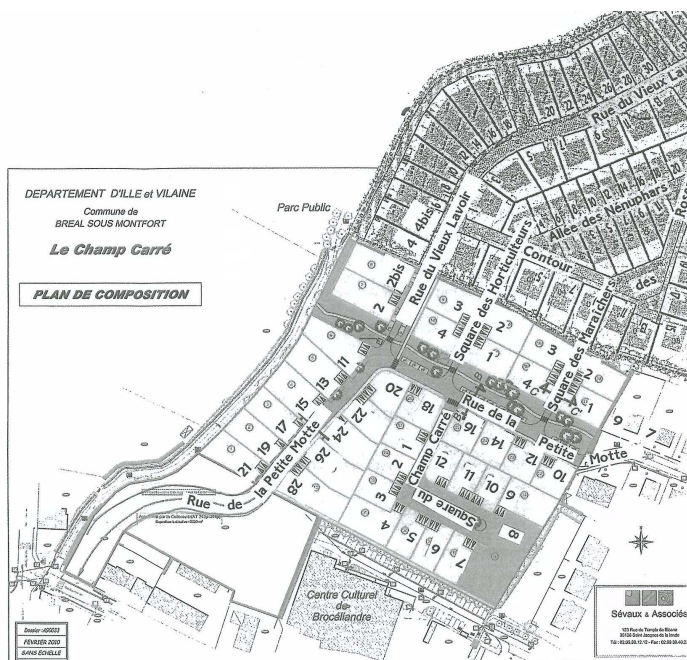 DEPARTEMENT D'ILLE et VILAINE
Commune de
BREAL SOUS MONTFORT
Le Champ Carré
PLAN DE COMPOSITION
Parc Public
Rue du Vieux Lavoir
Rue du Vieux Lavoir
Allée des Nénuphars
Contour
des
Square des Horticulteurs
Square des Maraîchers
4bis
4
2bis
2
3
4
2
1
3
4
2
1
9
7
11
13
15
17
19
21
20
22
24
26
28
18
16
14
12
10
Rue de la
Petite
Motte
Rue de
la Petite Motte
Champ Carré
Square du
1
2
3
4
5
6
7
8
9
10
11
12
Centre Culturel
de
Brocéliandre
FÉVRIER 2020
SANS ECHELLE
Sévaux & Associés